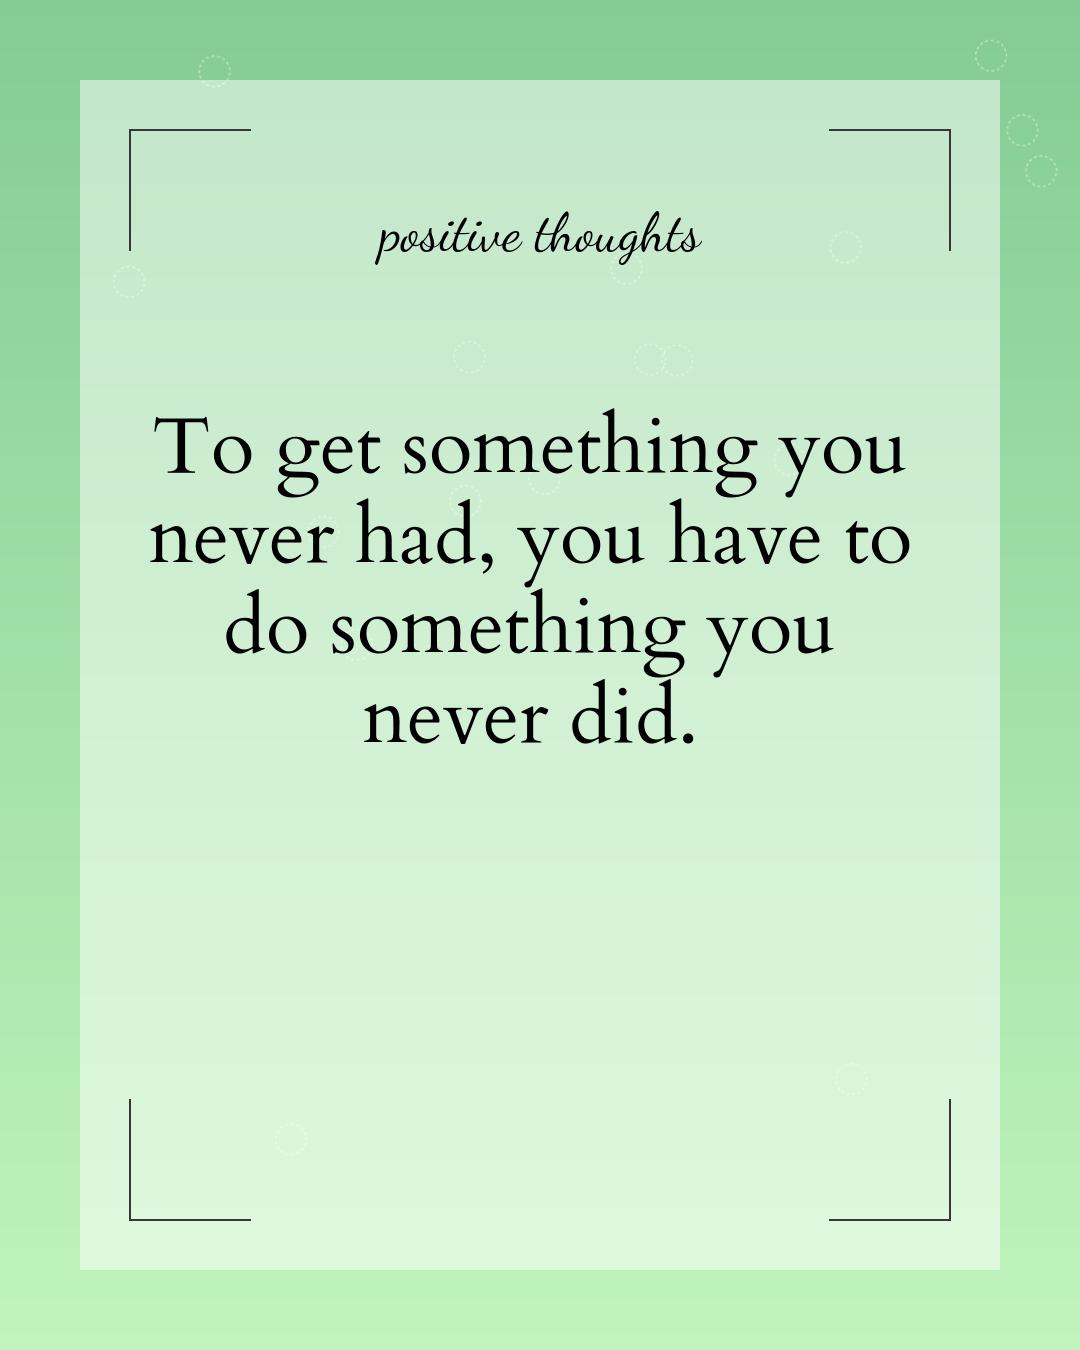 positive thoughts
To get something you
never had, you have to
do something you
never did.